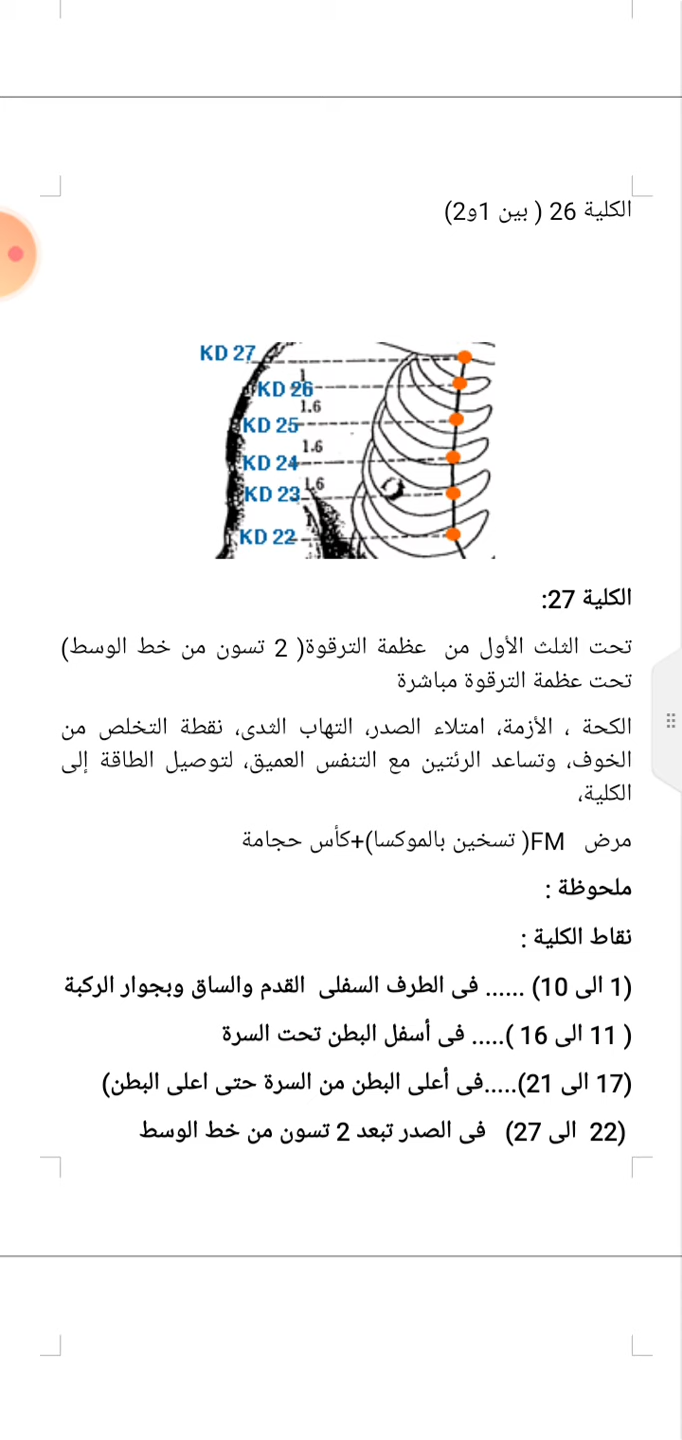 الكلية 26 ( بين 1و2)
KD 27
1
KD 26
1.6
KD 25
1.6
KD 24
1.6
KD 23
1
KD 22
الكلية 27:
تحت الثلث الأول من عظمة الترقوة( 2 تسون من خط الوسط)
تحت عظمة الترقوة مباشرة
الكحة ، الأزمة، امتلاء الصدر، التهاب الثدى، نقطة التخلص من
الخوف، وتساعد الرئتين مع التنفس العميق، لتوصيل الطاقة إلى
الكلية،
مرض FM( تسخين بالموكسا)+كأس حجامة
ملحوظة :
نقاط الكلية :
(1 الى 10) ...... فى الطرف السفلى القدم والساق وبجوار الركبة
( 11 الى 16 )..... فى أسفل البطن تحت السرة
(17 الى 21).....فى أعلى البطن من السرة حتى اعلى البطن)
(22 الى 27) فى الصدر تبعد 2 تسون من خط الوسط